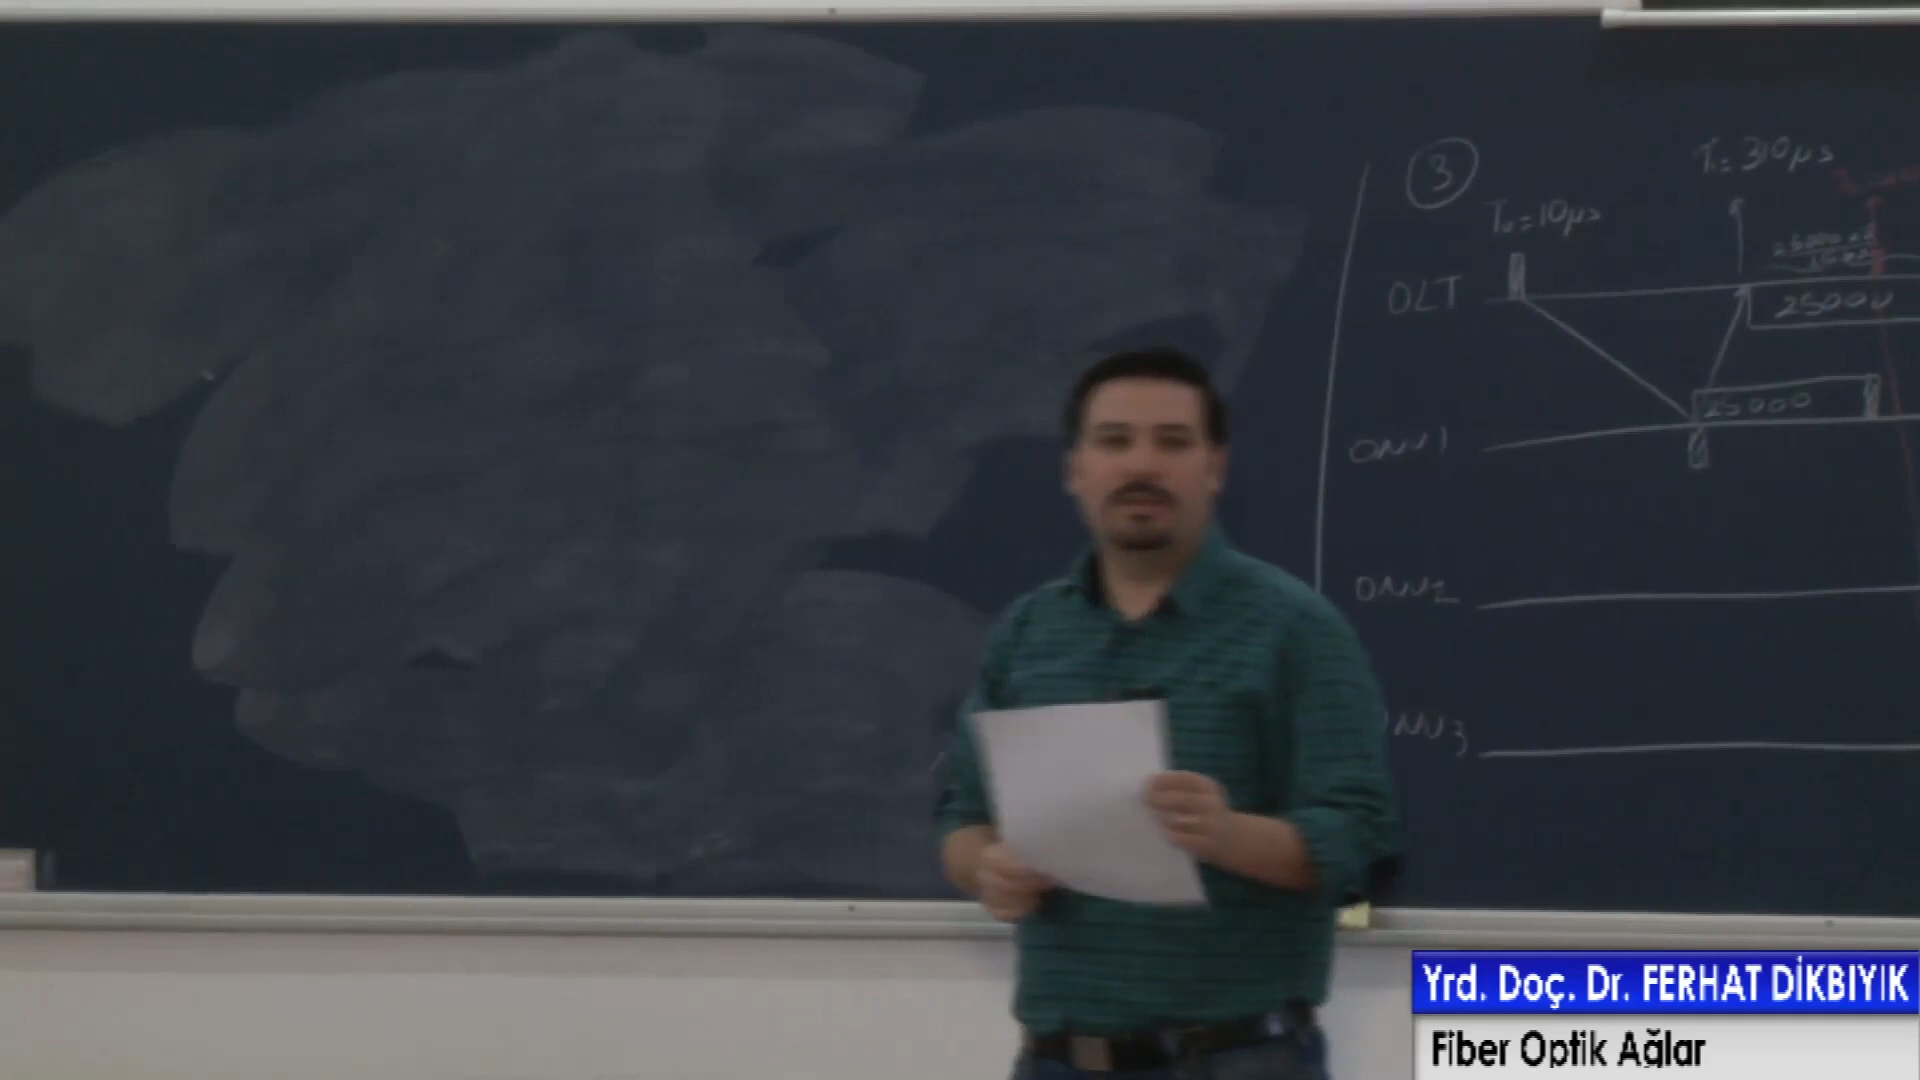 3
T₀=10μs
T₁=310μs
OLT
25000
ONU1
25000
ONU2
ONU3
Yrd. Doç. Dr. FERHAT DİKBIYIK
Fiber Optik Ağlar